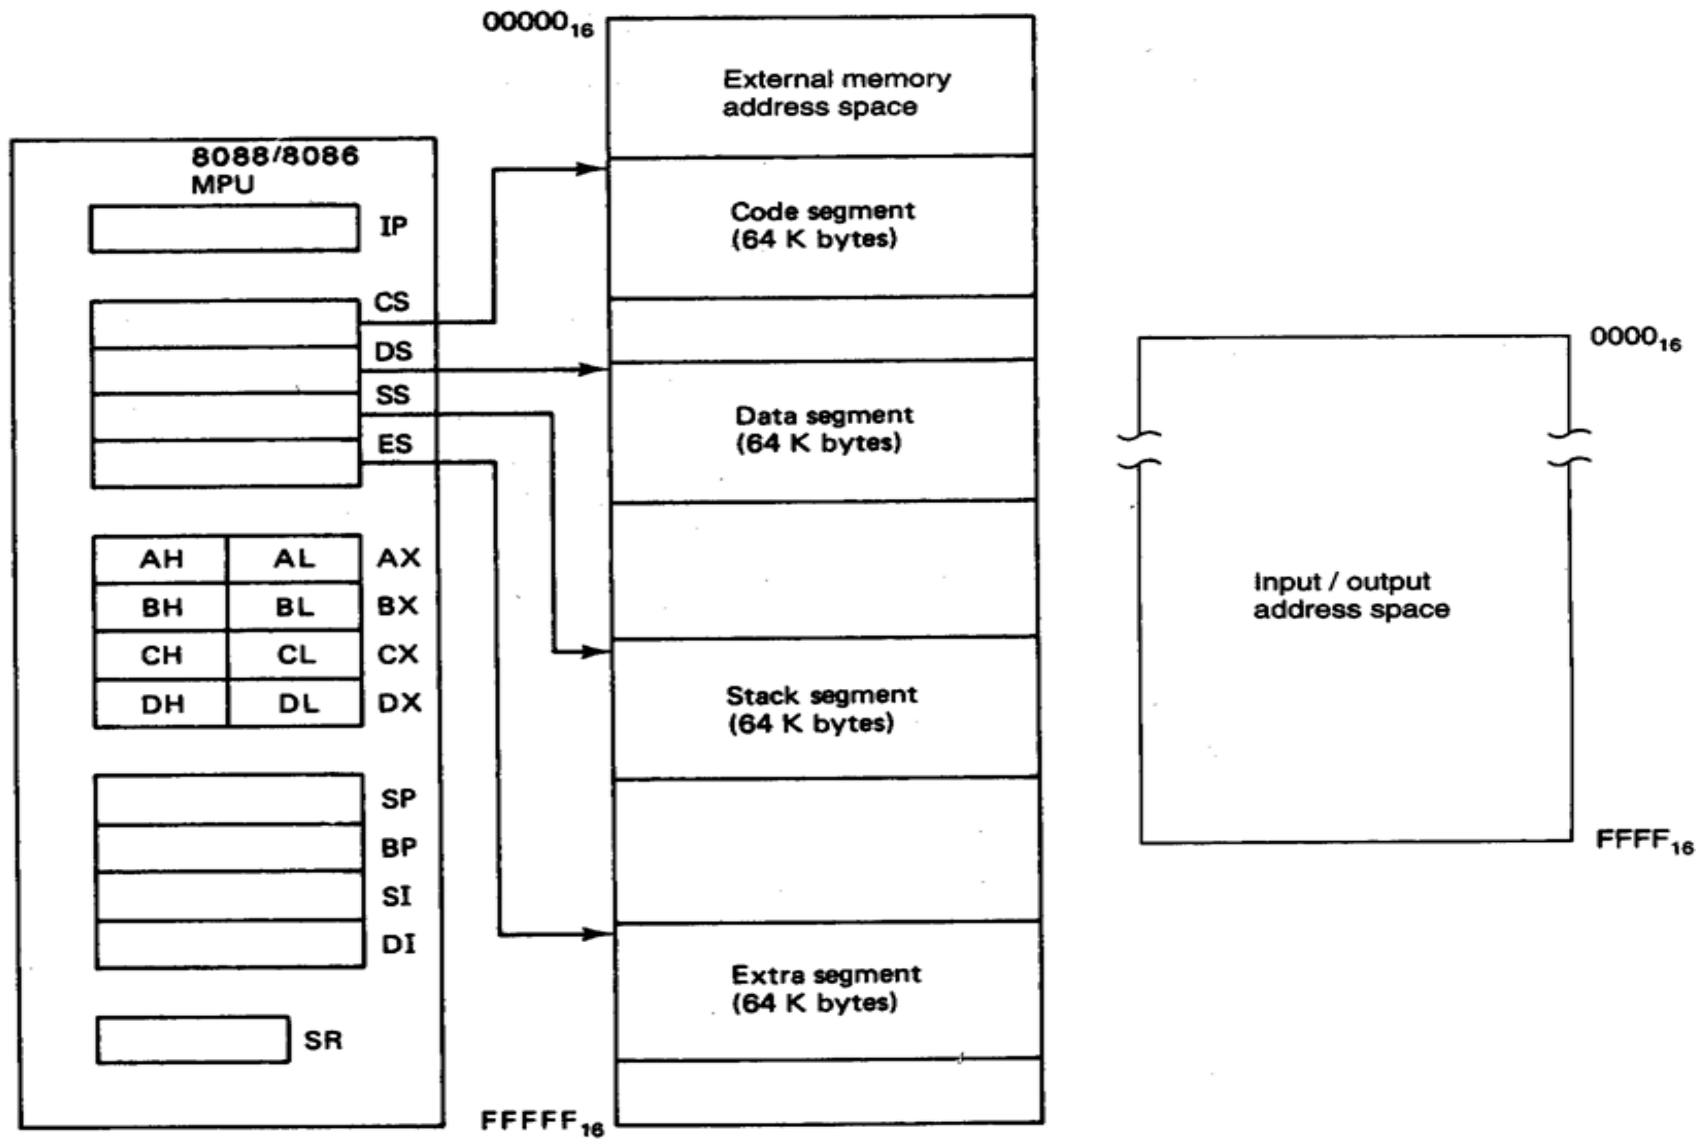 8088/8086
MPU
IP
CS
DS
SS
ES
AH AL AX
BH BL BX
CH CL CX
DH DL DX
SP
BP
SI
DI
SR
00000₁₆
External memory
address space
Code segment
(64 K bytes)
Data segment
(64 K bytes)
Stack segment
(64 K bytes)
Extra segment
(64 K bytes)
FFFFF₁₆
0000₁₆
Input / output
address space
FFFF₁₆